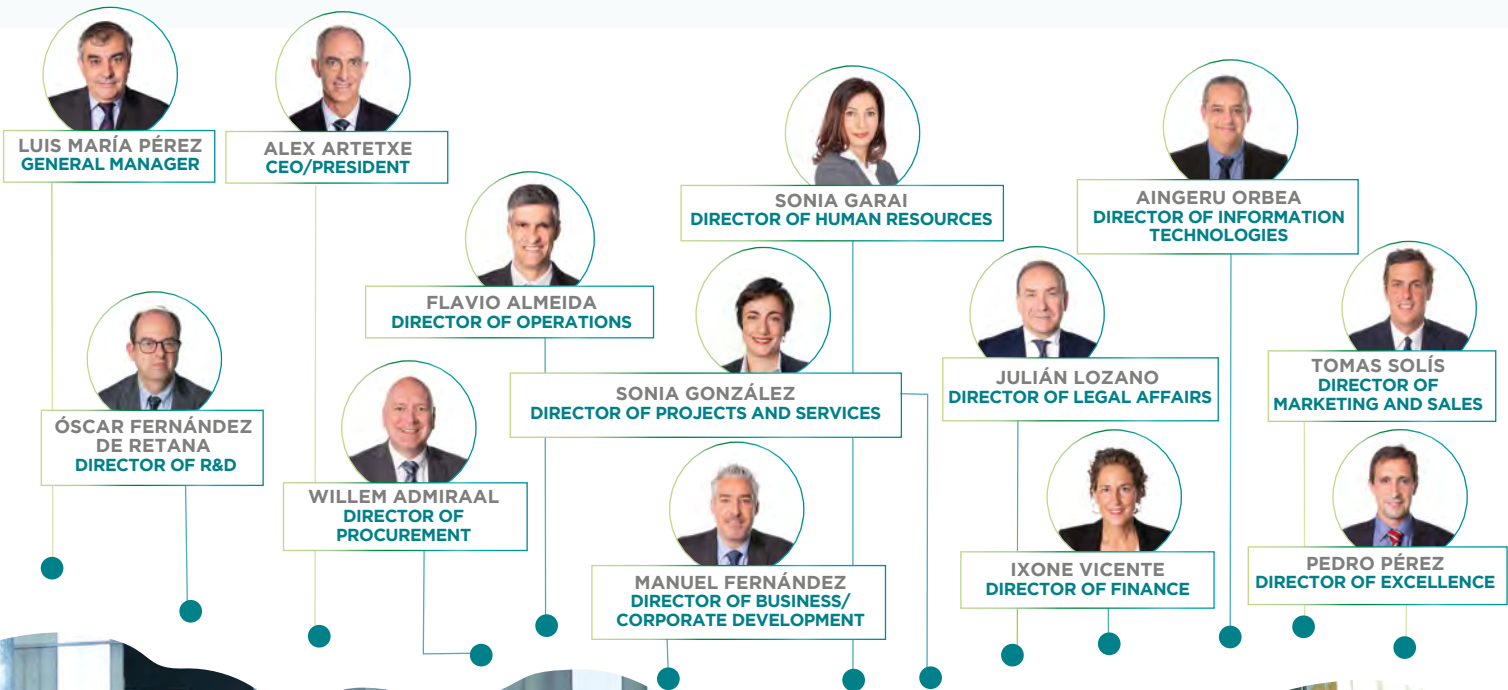 LUIS MARÍA PÉREZ
GENERAL MANAGER
ALEX ARTETXE
CEO/PRESIDENT
SONIA GARAI
DIRECTOR OF HUMAN RESOURCES
AINGERU ORBEA
DIRECTOR OF INFORMATION
TECHNOLOGIES
FLAVIO ALMEIDA
DIRECTOR OF OPERATIONS
SONIA GONZÁLEZ
DIRECTOR OF PROJECTS AND SERVICES
JULIÁN LOZANO
DIRECTOR OF LEGAL AFFAIRS
TOMAS SOLÍS
DIRECTOR OF
MARKETING AND SALES
ÓSCAR FERNÁNDEZ
DE RETANA
DIRECTOR OF R&D
WILLEM ADMIRAAL
DIRECTOR OF
PROCUREMENT
MANUEL FERNÁNDEZ
DIRECTOR OF BUSINESS/
CORPORATE DEVELOPMENT
IXONE VICENTE
DIRECTOR OF FINANCE
PEDRO PÉREZ
DIRECTOR OF EXCELLENCE